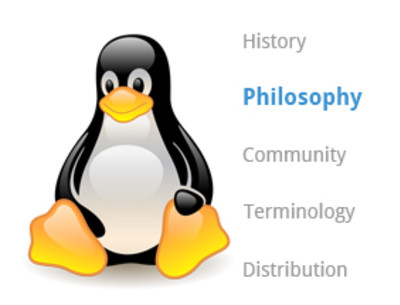 History
Philosophy
Community
Terminology
Distribution